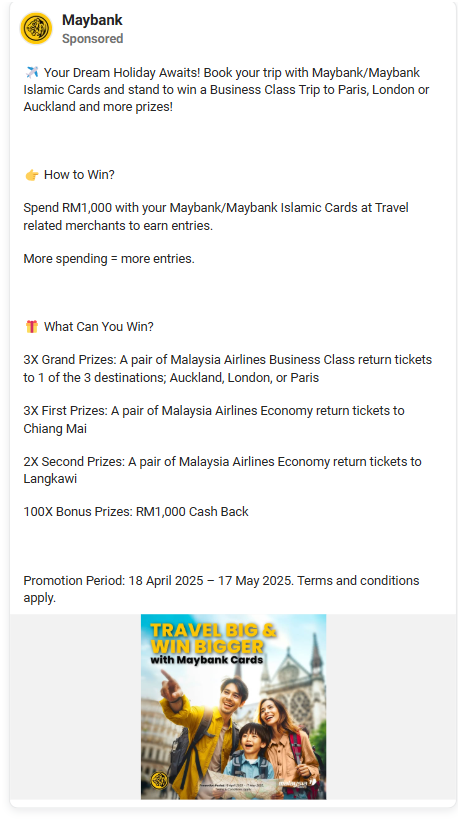 Maybank
Sponsored
✈️ Your Dream Holiday Awaits! Book your trip with Maybank/Maybank
Islamic Cards and stand to win a Business Class Trip to Paris, London or
Auckland and more prizes!
👉 How to Win?
Spend RM1,000 with your Maybank/Maybank Islamic Cards at Travel
related merchants to earn entries.
More spending = more entries.
🎁 What Can You Win?
3X Grand Prizes: A pair of Malaysia Airlines Business Class return tickets
to 1 of the 3 destinations; Auckland, London, or Paris
3X First Prizes: A pair of Malaysia Airlines Economy return tickets to
Chiang Mai
2X Second Prizes: A pair of Malaysia Airlines Economy return tickets to
Langkawi
100X Bonus Prizes: RM1,000 Cash Back
Promotion Period: 18 April 2025 – 17 May 2025. Terms and conditions
apply.
TRAVEL BIG &
WIN BIGGER
with Maybank Cards